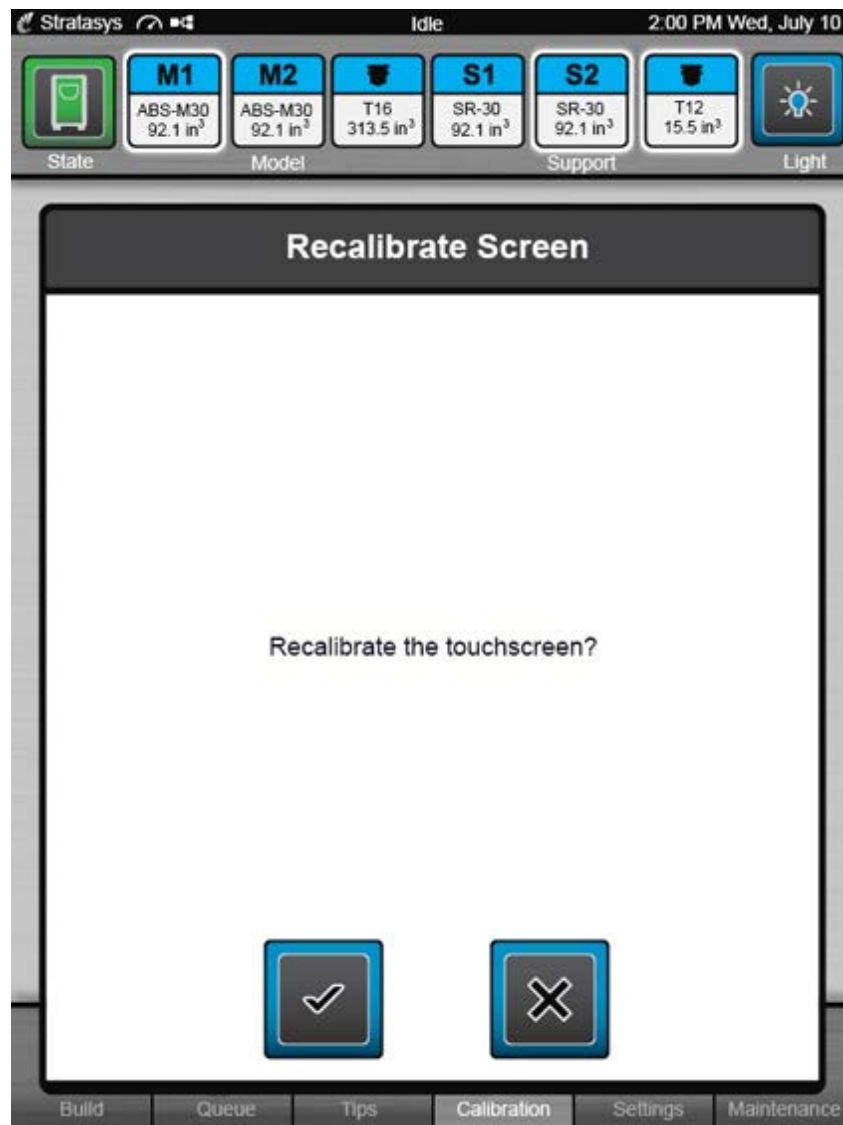 Stratasys Idle 2:00 PM Wed, July 10
M1 M2 S1 S2
ABS-M30 ABS-M30 T16 SR-30 SR-30 T12
92.1 in³ 92.1 in³ 313.5 in³ 92.1 in³ 92.1 in³ 15.5 in³
State Model Support Light
Recalibrate Screen
Recalibrate the touchscreen?
Build Queue Tips Calibration Settings Maintenance